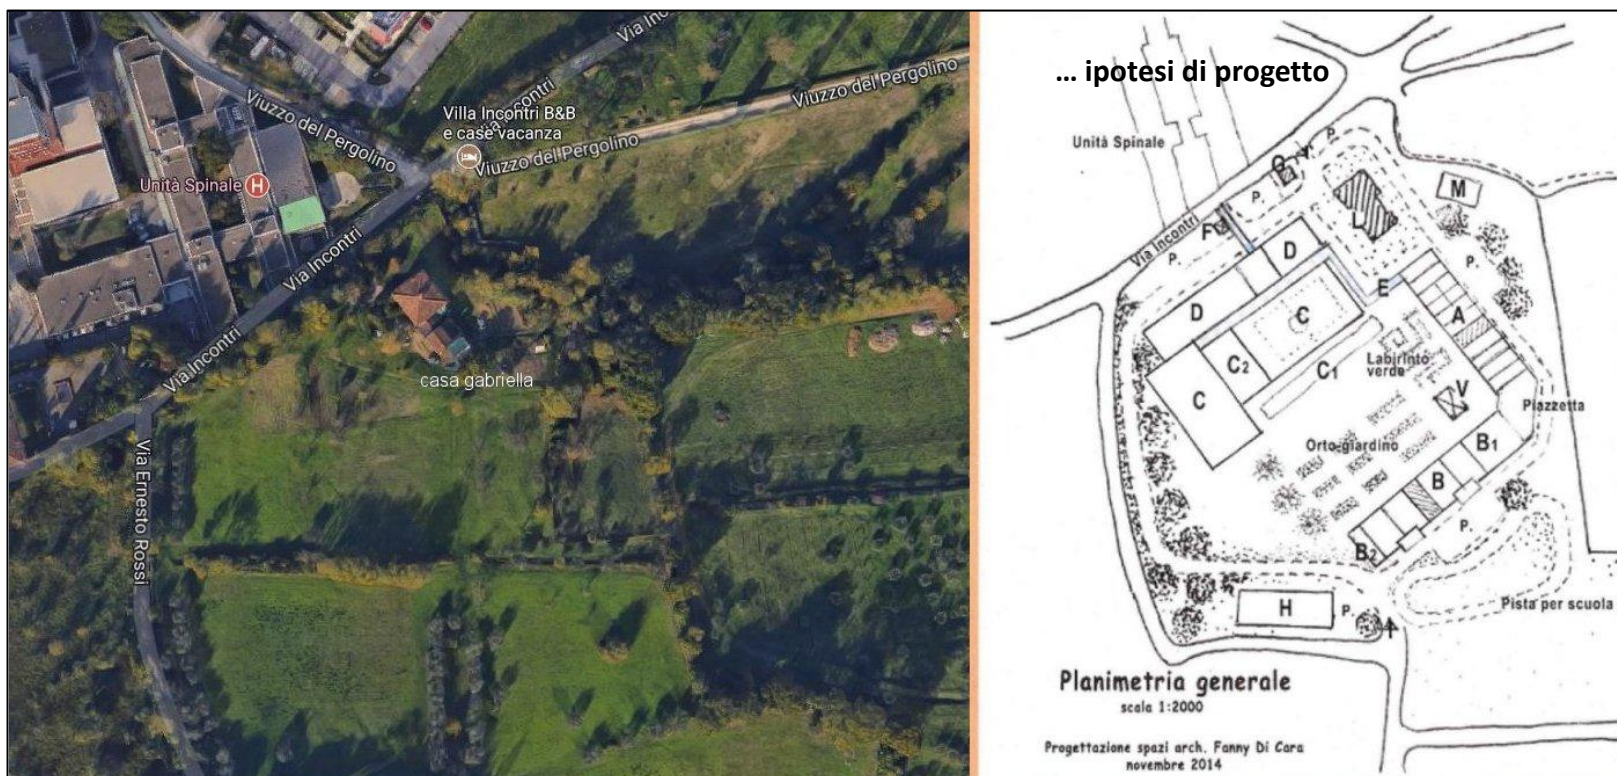 Via Incontri
Viuzzo del Pergolino
Villa Incontri B&B
e case vacanza
Via Incontri
Viuzzo del Pergolino
Viuzzo del Pergolino
Unità Spinale H
Via Incontri
casa gabriella
Via Incontri
Via Ernesto Rossi
... ipotesi di progetto
Unità Spinale
P.
G
Y
M
P.
L
F
Via Incontri
D
P.
P.
E
D
C
A
Labirinto
verde
C2
C1
C
V
Piazzetta
Orto-giardino
B1
B
P.
B2
H
P.
Pista per scuola
Planimetria generale
scala 1:2000
Progettazione spazi arch. Fanny Di Cara
novembre 2014